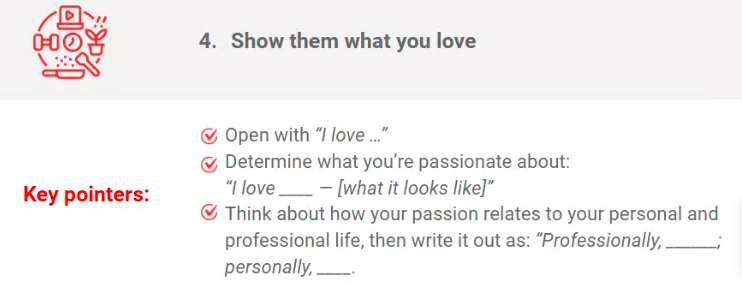 4. Show them what you love
Key pointers:
Open with “I love ...”
Determine what you’re passionate about:
“I love ____ — [what it looks like]”
Think about how your passion relates to your personal and
professional life, then write it out as: “Professionally, ______;
personally, ____.